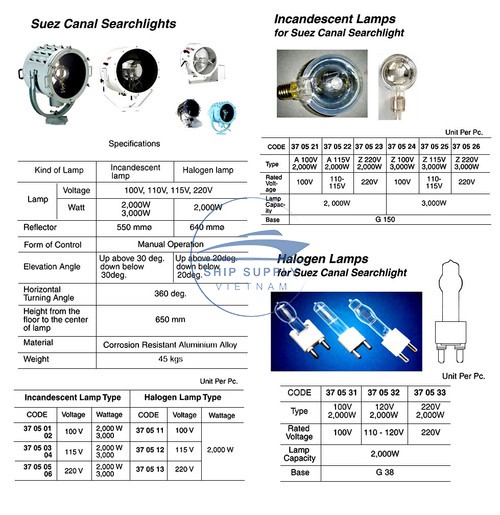 Suez Canal Searchlights
Specifications
Kind of Lamp Incandescent lamp Halogen lamp
Lamp Voltage 100V, 110V, 115V, 220V
Watt 2,000W 3,000W 2,000W
Reflector 550 mmø 640 mmø
Form of Control Manual Operation
Elevation Angle Up above 30 deg. down below 30deg. Up above 20deg. down below 20deg.
Horizontal Turning Angle 360 deg.
Height from the floor to the center of lamp 650 mm
Material Corrosion Resistant Aluminium Alloy
Weight 45 kgs
Unit Per Pc.
Incandescent Lamp Type Halogen Lamp Type
CODE Voltage Wattage CODE Voltage Wattage
37 05 01 100 V 2,000 W 37 05 11 100 V 2,000 W
02 3,000
37 05 03 115 V 2,000 W 37 05 12 115 V
04 3,000
37 05 05 220 V 2,000 W 37 05 13 220 V
06 3,000
Incandescent Lamps
for Suez Canal Searchlight
Unit Per Pc.
CODE 37 05 21 37 05 22 37 05 23 37 05 24 37 05 25 37 05 26
Type A 100V 2,000W A 115V 2,000W Z 220V 2,000W Z 100V 3,000W Z 115V 3,000W Z 220V 3,000W
Rated Volt-age 100V 110-115V 220V 100V 110-115V 220V
Lamp Capac-ity 2,000W 3,000W
Base G 150
Halogen Lamps
for Suez Canal Searchlight
Unit Per Pc.
CODE 37 05 31 37 05 32 37 05 33
Type 100V 2,000W 120V 2,000W 220V 2,000W
Rated Voltage 100V 110 - 120V 220V
Lamp Capacity 2,000W
Base G 38
SHIP SUPPLY
VIETNAM